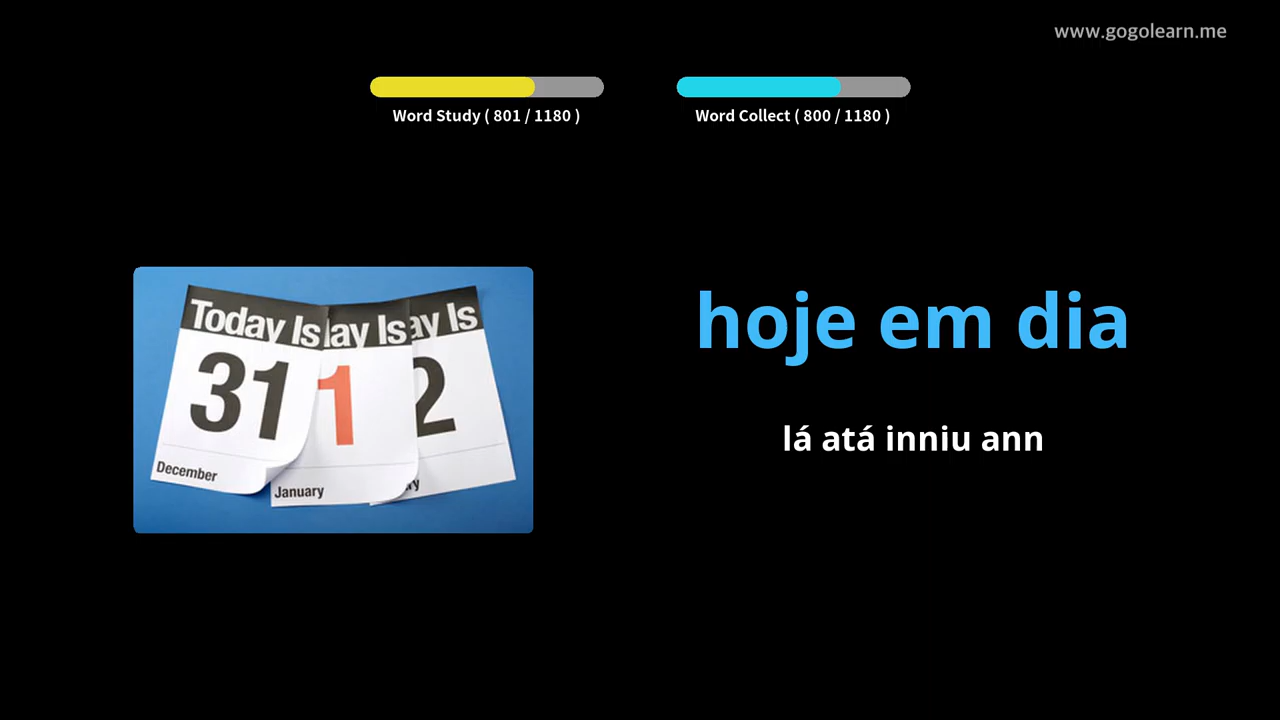 www.gogolearn.me
Word Study ( 801 / 1180 )
Word Collect ( 800 / 1180 )
hoje em dia
lá atá inniu ann
Today Is
31
December
ay Is
1
January
ay Is
2
ry